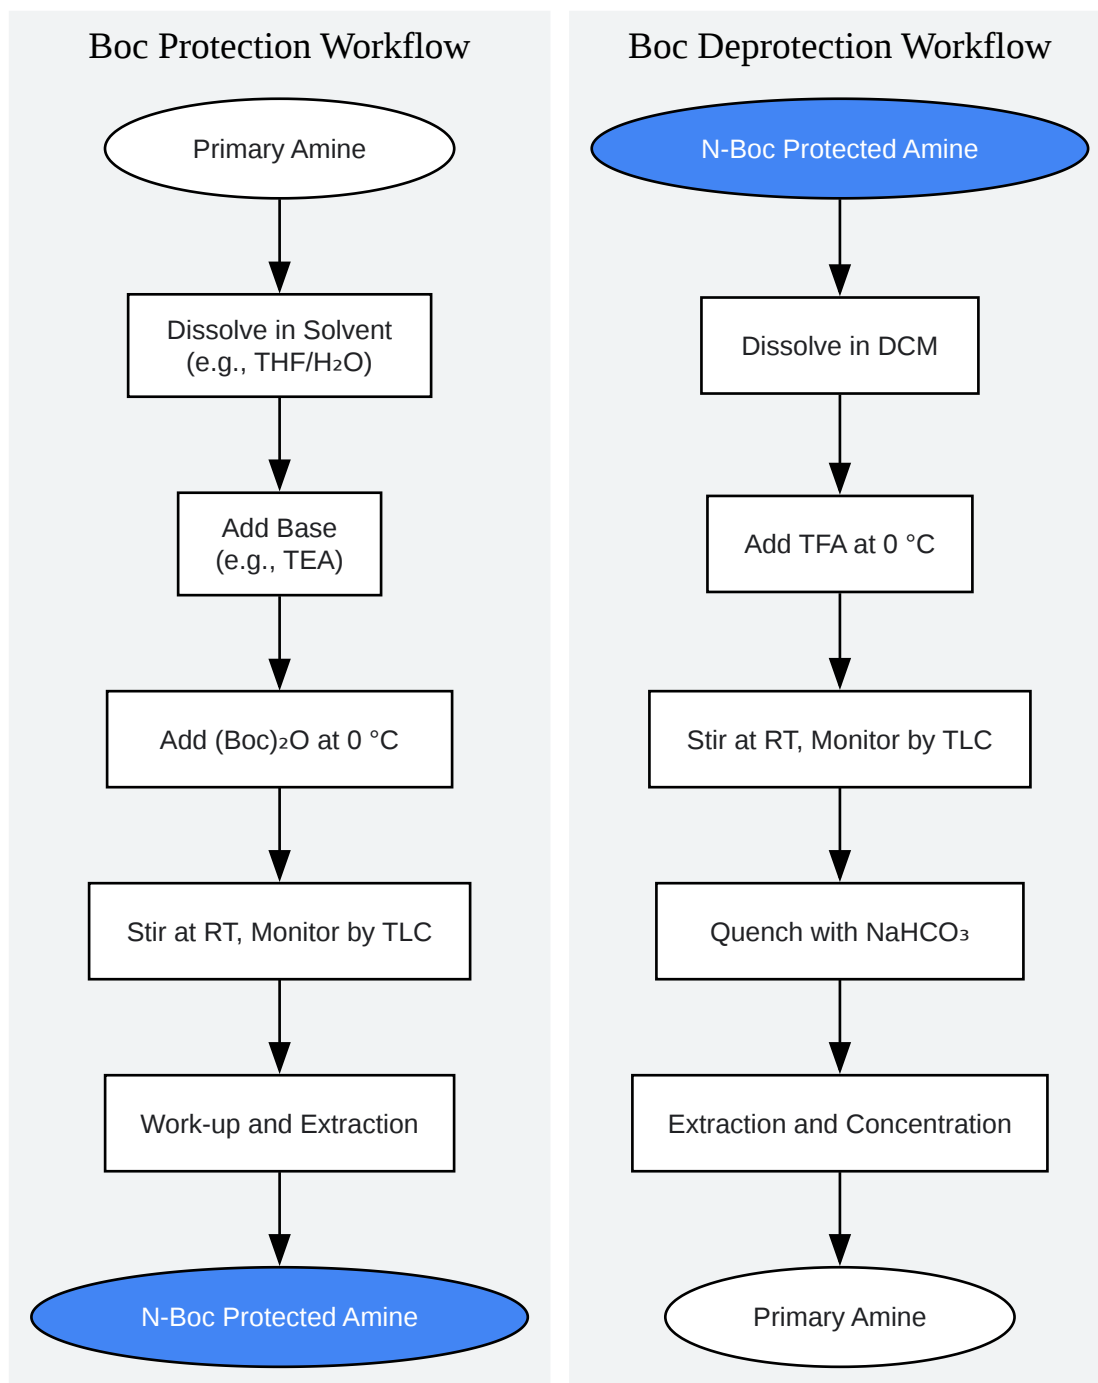 Boc Protection Workflow
Primary Amine
Dissolve in Solvent
(e.g., THF/H₂O)
Add Base
(e.g., TEA)
Add (Boc)₂O at 0 °C
Stir at RT, Monitor by TLC
Work-up and Extraction
N-Boc Protected Amine
Boc Deprotection Workflow
N-Boc Protected Amine
Dissolve in DCM
Add TFA at 0 °C
Stir at RT, Monitor by TLC
Quench with NaHCO₃
Extraction and Concentration
Primary Amine